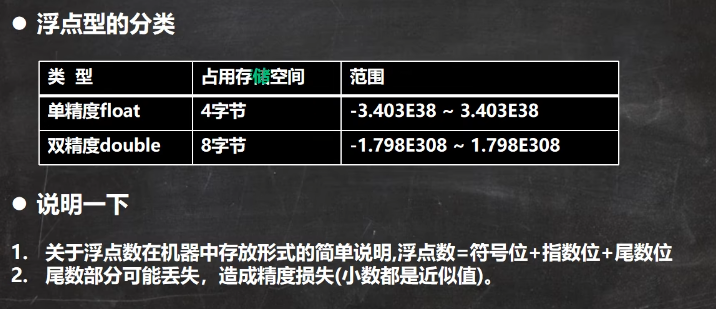 ● 浮点型的分类
类 型 占用存储空间 范围
单精度float 4字节 -3.403E38 ~ 3.403E38
双精度double 8字节 -1.798E308 ~ 1.798E308
● 说明一下
1. 关于浮点数在机器中存放形式的简单说明,浮点数=符号位+指数位+尾数位
2. 尾数部分可能丢失，造成精度损失(小数都是近似值)。